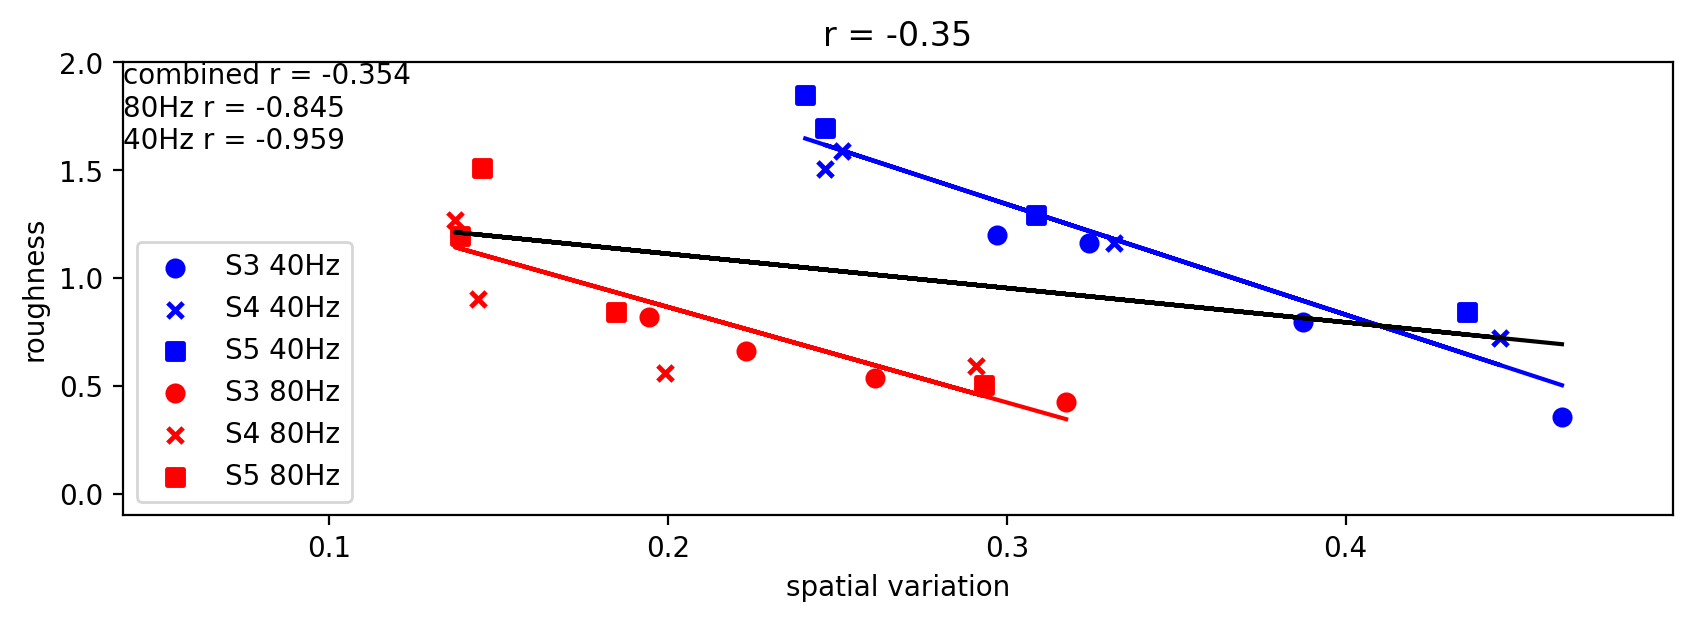 r = -0.35
combined r = -0.354
80Hz r = -0.845
40Hz r = -0.959
2.0
1.5
1.0
0.5
0.0
roughness
S3 40Hz
S4 40Hz
S5 40Hz
S3 80Hz
S4 80Hz
S5 80Hz
0.1 0.2 0.3 0.4
spatial variation